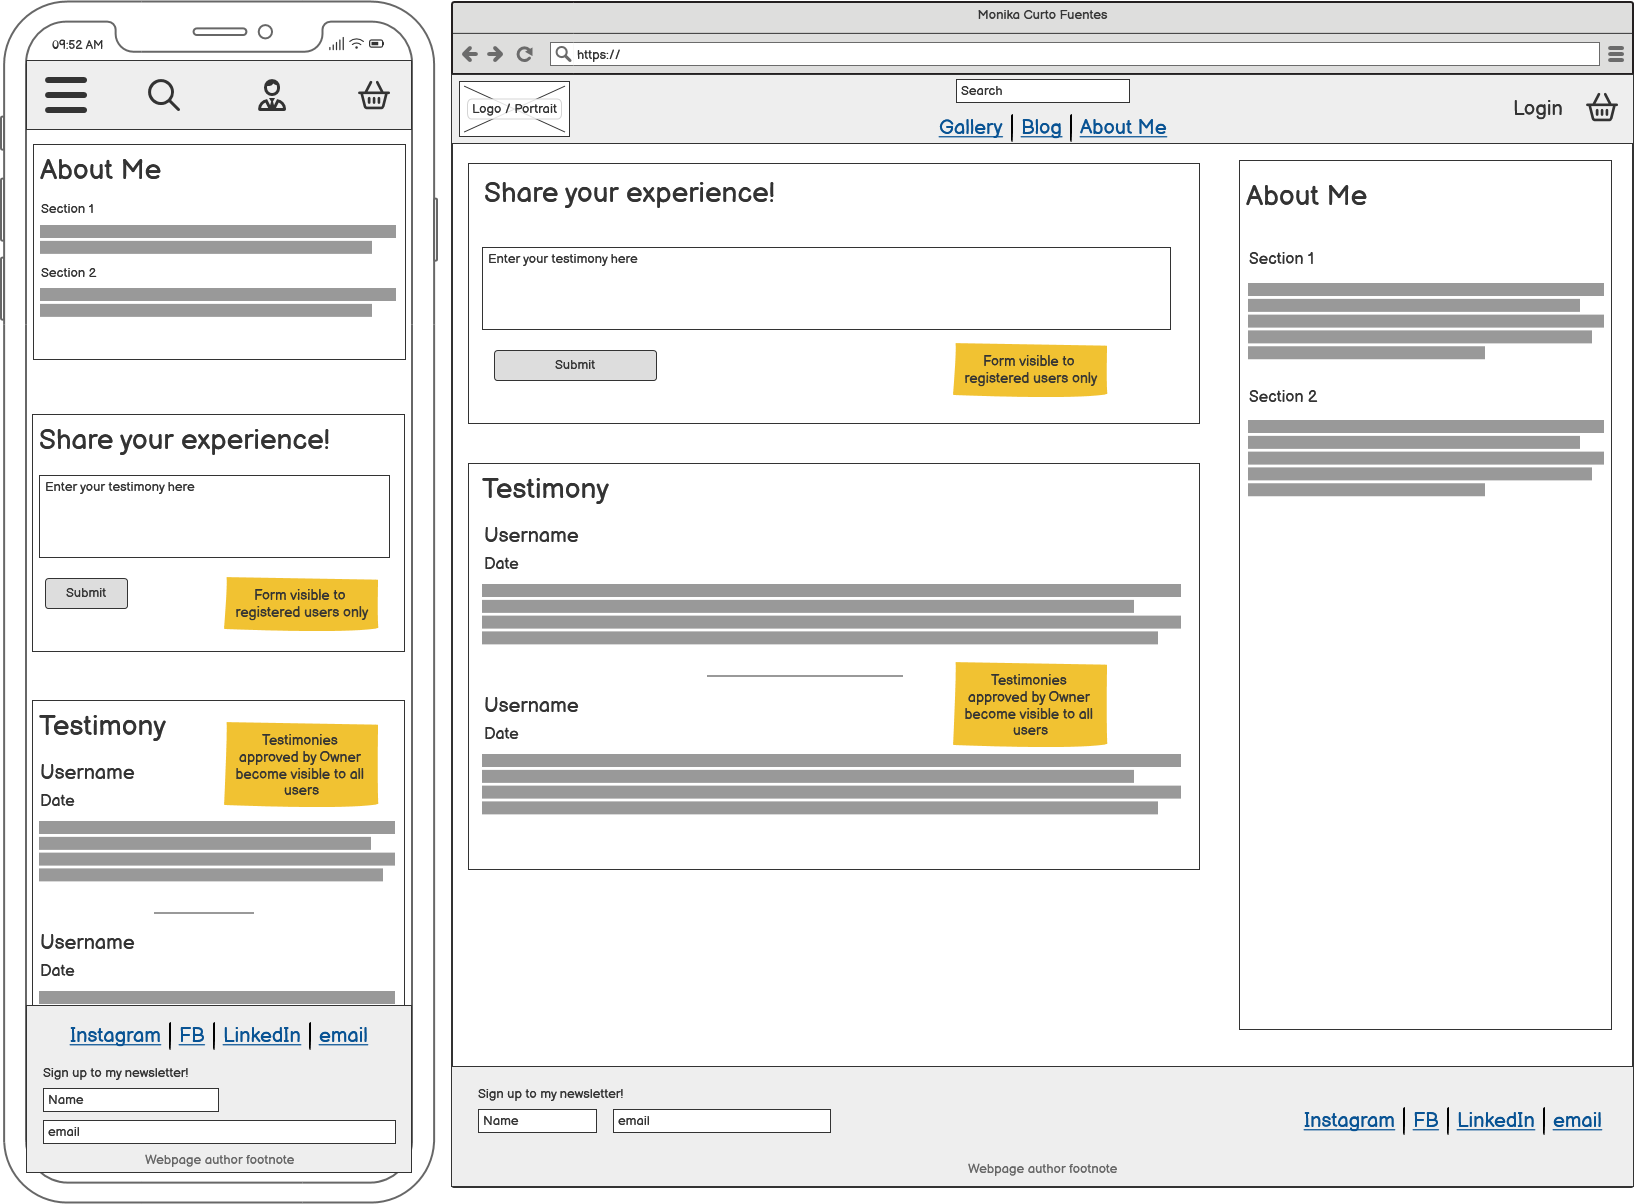 09:52 AM
About Me
Section 1
Section 2
Share your experience!
Enter your testimony here
Submit
Form visible to
registered users only
Testimony
Testimonies
approved by Owner
become visible to all
users
Username
Date
Username
Date
Instagram FB LinkedIn email
Sign up to my newsletter!
Name
email
Webpage author footnote
Monika Curto Fuentes
https://
Logo / Portrait
Search
Gallery Blog About Me
Login
Share your experience!
Enter your testimony here
Submit
Form visible to
registered users only
Testimony
Username
Date
Testimonies
approved by Owner
become visible to all
users
Username
Date
About Me
Section 1
Section 2
Sign up to my newsletter!
Name
email
Instagram FB LinkedIn email
Webpage author footnote